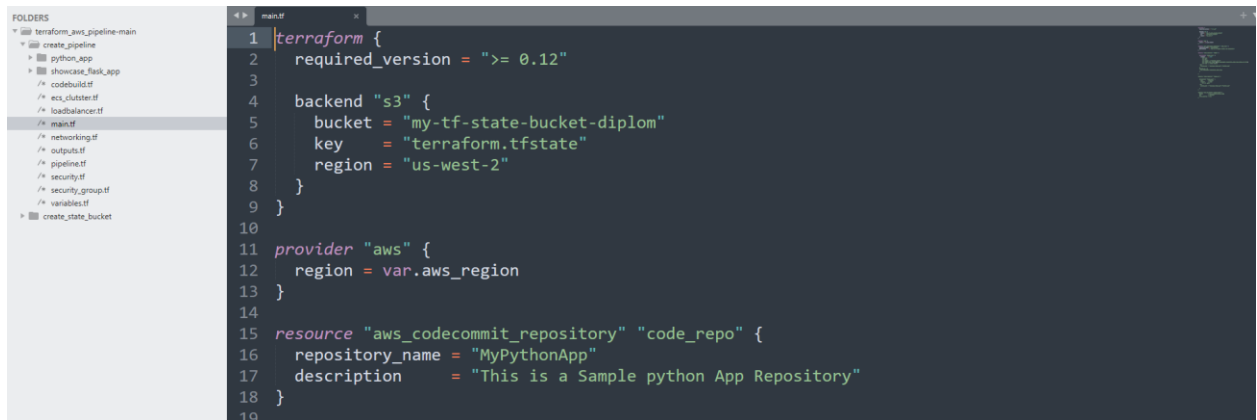 FOLDERS
terraform_aws_pipeline-main
create_pipeline
python_app
showcase_flask_app
/* codebuild.tf
/* ecs_clutster.tf
/* loadbalancer.tf
/* main.tf
/* networking.tf
/* outputs.tf
/* pipeline.tf
/* security.tf
/* security_group.tf
/* variables.tf
create_state_bucket
main.tf
1 terraform {
2 required_version = ">= 0.12"
3
4 backend "s3" {
5 bucket = "my-tf-state-bucket-diplom"
6 key = "terraform.tfstate"
7 region = "us-west-2"
8 }
9 }
10
11 provider "aws" {
12 region = var.aws_region
13 }
14
15 resource "aws_codecommit_repository" "code_repo" {
16 repository_name = "MyPythonApp"
17 description = "This is a Sample python App Repository"
18 }
19